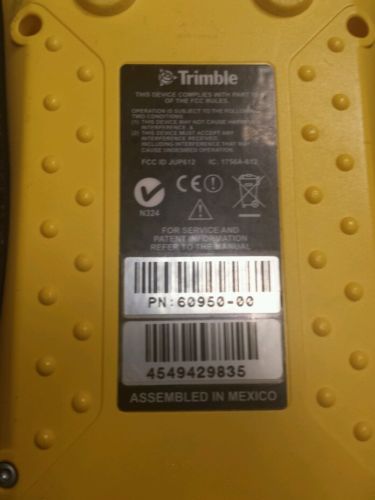 Trimble
THIS DEVICE COMPLIES WITH PART 15
OF THE FCC RULES.
OPERATION IS SUBJECT TO THE FOLLOWING
TWO CONDITIONS:
(1) THIS DEVICE MAY NOT CAUSE HARMFUL
INTERFERENCE &
(2) THIS DEVICE MUST ACCEPT ANY
INTERFERENCE RECEIVED,
INCLUDING INTERFERENCE THAT MAY
CAUSE UNDESIRED OPERATION.
FCC ID JUP612 IC: 1756A-612
CE
N324
FOR SERVICE AND
PATENT INFORMATION
REFER TO THE MANUAL
PN:60950-00
4549429835
ASSEMBLED IN MEXICO